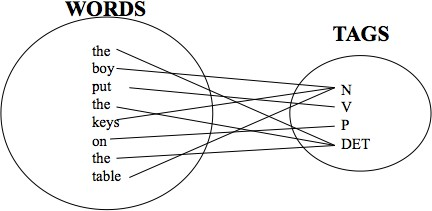 WORDS
the
boy
put
the
keys
on
the
table
TAGS
N
V
P
DET